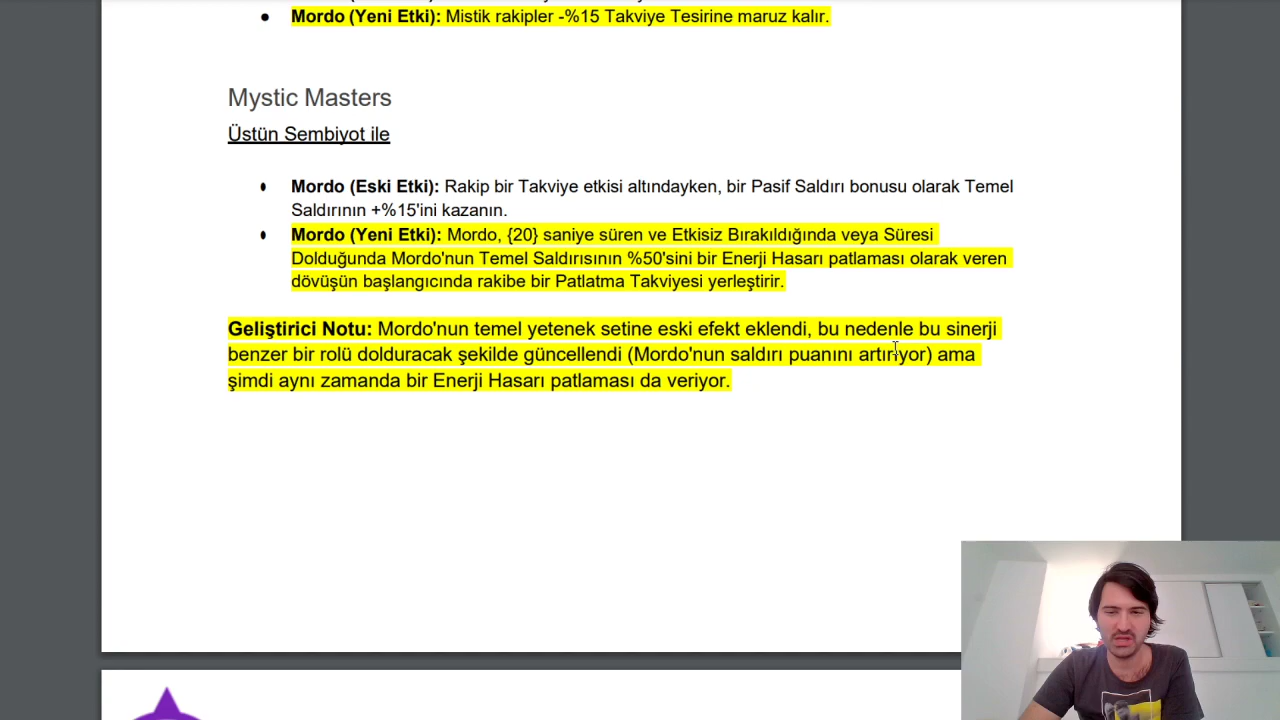 Mordo (Yeni Etki): Mistik rakipler -%15 Takviye Tesirine maruz kalır.
Mystic Masters
Üstün Sembiyot ile
Mordo (Eski Etki): Rakip bir Takviye etkisi altındayken, bir Pasif Saldırı bonusu olarak Temel
Saldırının +%15'ini kazanın.
Mordo (Yeni Etki): Mordo, {20} saniye süren ve Etkisiz Bırakıldığında veya Süresi
Dolduğunda Mordo'nun Temel Saldırısının %50'sini bir Enerji Hasarı patlaması olarak veren
dövüşün başlangıcında rakibe bir Patlatma Takviyesi yerleştirir.
Geliştirici Notu: Mordo'nun temel yetenek setine eski efekt eklendi, bu nedenle bu sinerji
benzer bir rolü dolduracak şekilde güncellendi (Mordo'nun saldırı puanını artırıyor) ama
şimdi aynı zamanda bir Enerji Hasarı patlaması da veriyor.